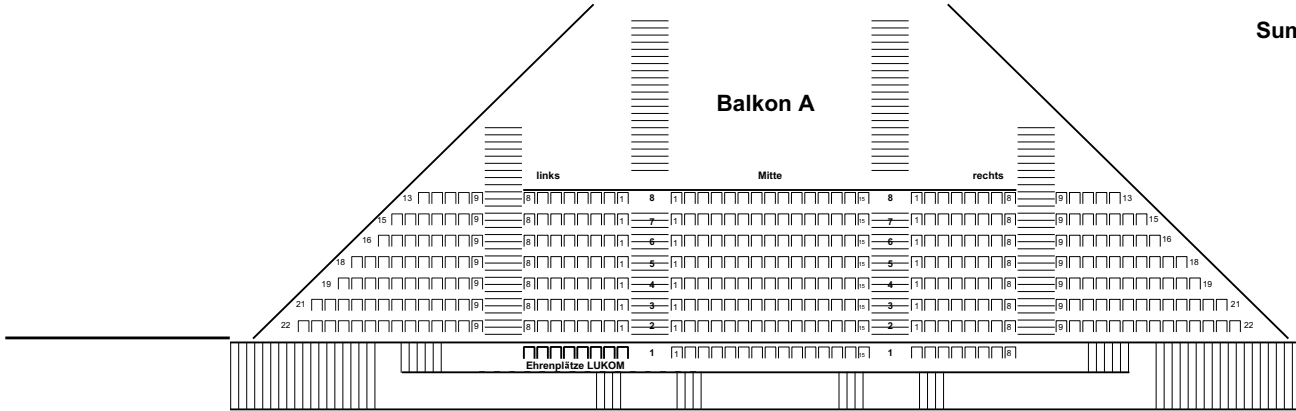 Sum
Balkon A
links Mitte rechts
13 9 8 1 8 1 15 8 1 8 9 13
15 9 8 1 7 1 15 7 1 8 9 15
16 9 8 1 6 1 15 6 1 8 9 16
18 9 8 1 5 1 15 5 1 8 9 18
19 9 8 1 4 1 15 4 1 8 9 19
21 9 8 1 3 1 15 3 1 8 9 21
22 9 8 1 2 1 15 2 1 8 9 22
1 1 15 1 8
Ehrenplätze LUKOM